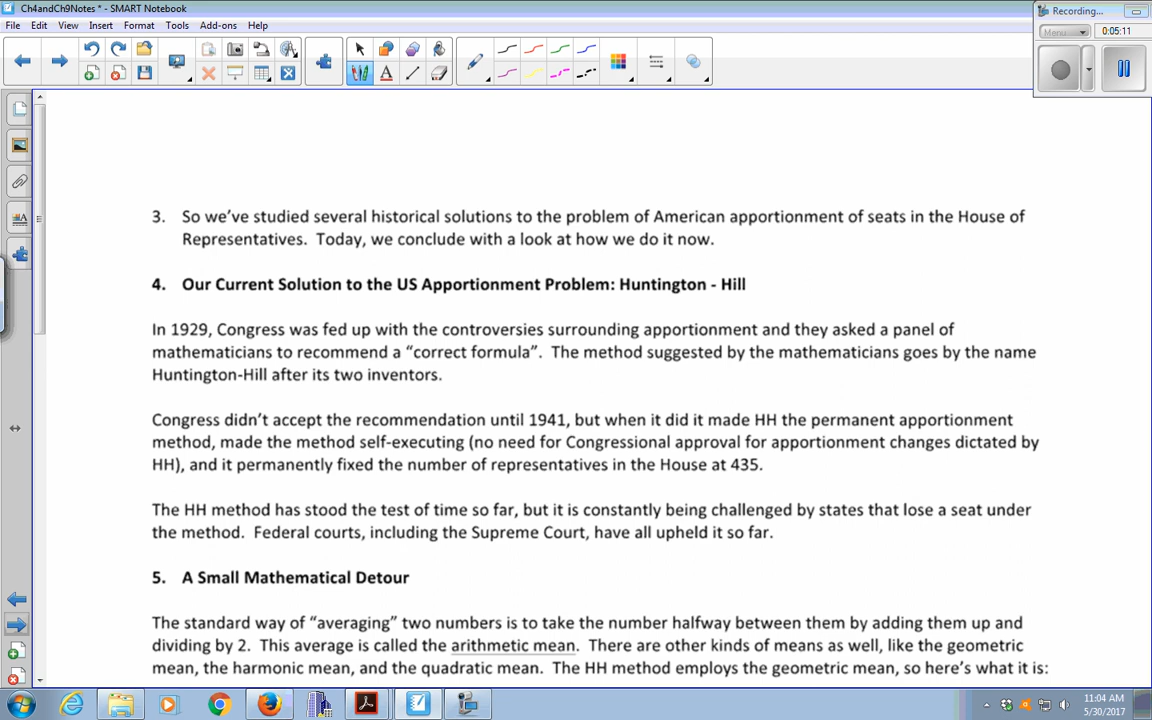 Ch4andCh9Notes * - SMART Notebook
Recording...
File Edit View Insert Format Tools Add-ons Help
Menu
0:05:11
3. So we've studied several historical solutions to the problem of American apportionment of seats in the House of
Representatives. Today, we conclude with a look at how we do it now.
4. Our Current Solution to the US Apportionment Problem: Huntington - Hill
In 1929, Congress was fed up with the controversies surrounding apportionment and they asked a panel of
mathematicians to recommend a “correct formula”. The method suggested by the mathematicians goes by the name
Huntington-Hill after its two inventors.
Congress didn't accept the recommendation until 1941, but when it did it made HH the permanent apportionment
method, made the method self-executing (no need for Congressional approval for apportionment changes dictated by
HH), and it permanently fixed the number of representatives in the House at 435.
The HH method has stood the test of time so far, but it is constantly being challenged by states that lose a seat under
the method. Federal courts, including the Supreme Court, have all upheld it so far.
5. A Small Mathematical Detour
The standard way of “averaging” two numbers is to take the number halfway between them by adding them up and
dividing by 2. This average is called the arithmetic mean. There are other kinds of means as well, like the geometric
mean, the harmonic mean, and the quadratic mean. The HH method employs the geometric mean, so here's what it is:
11:04 AM
5/30/2017